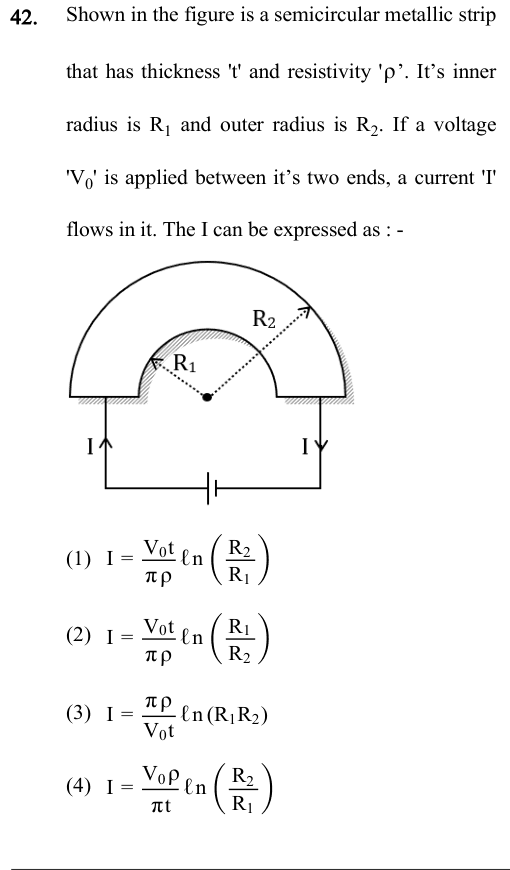 42. Shown in the figure is a semicircular metallic strip
that has thickness 't' and resistivity 'ρ’. It’s inner
radius is R₁ and outer radius is R₂. If a voltage
'V₀' is applied between it’s two ends, a current 'I'
flows in it. The I can be expressed as : -
R₂
R₁
I I
(1) I = V₀t/πρ ℓn (R₂/R₁)
(2) I = V₀t/πρ ℓn (R₁/R₂)
(3) I = πρ/V₀t ℓn (R₁R₂)
(4) I = V₀ρ/πt ℓn (R₂/R₁)